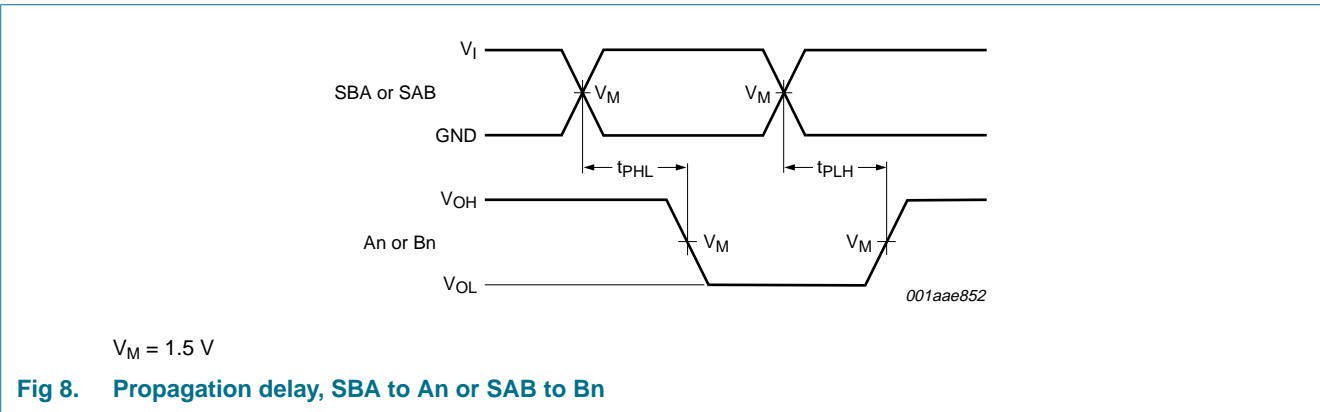 VI
SBA or SAB
VM
VM
GND
tPHL
tPLH
VOH
An or Bn
VM
VM
VOL
001aae852
VM = 1.5 V
Fig 8. Propagation delay, SBA to An or SAB to Bn